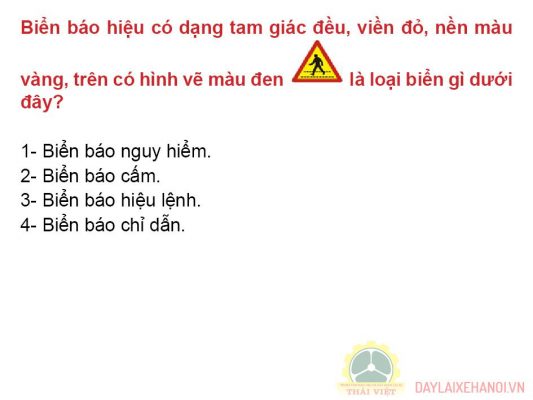 Biển báo hiệu có dạng tam giác đều, viền đỏ, nền màu
vàng, trên có hình vẽ màu đen là loại biển gì dưới
đây?
1- Biển báo nguy hiểm.
2- Biển báo cấm.
3- Biển báo hiệu lệnh.
4- Biển báo chỉ dẫn.
THÁI VIỆT
DAYLAIXEHANOI.VN